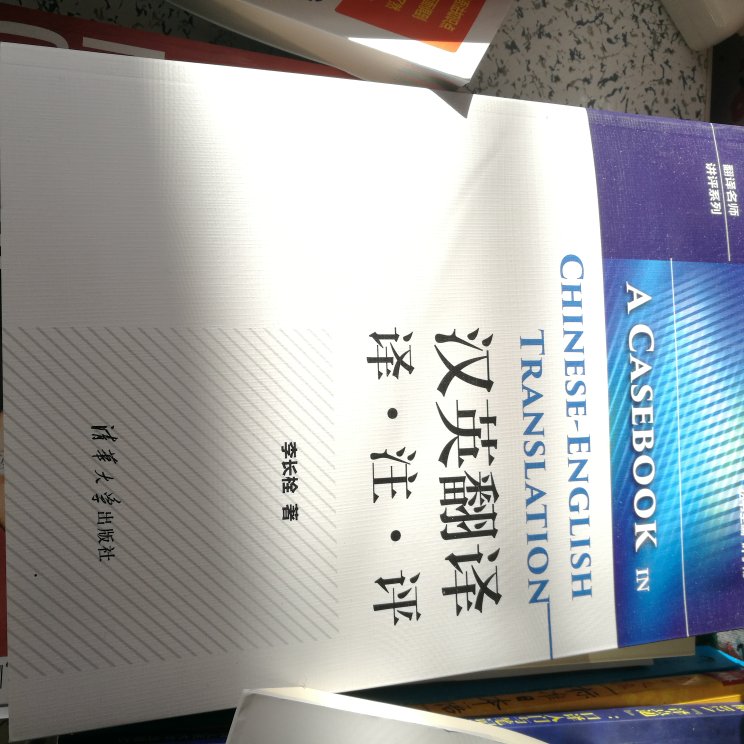 翻译名师
讲评系列
A CASEBOOK IN
CHINESE-ENGLISH
TRANSLATION
汉英翻译
译·注·评
李长栓 著
清华大学出版社